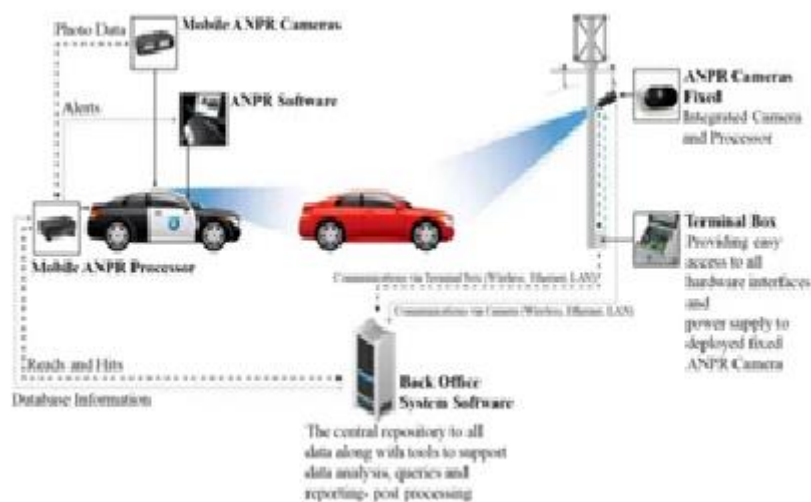 Mobile ANPR Cameras
Photo Data
ANPR Software
Alerts
ANPR Cameras
Fixed
Integrated Camera
and Processor
Mobile ANPR Processor
Terminal Box
Providing easy
access to all
hardware interfaces
and
power supply to
deployed fixed
ANPR Camera
Communications via Terminal Box (Wireless, Ethernet, LAN)
Communications via Camera (Wireless, Ethernet, LAN)
Reads and Hits
Database Information
Back Office
System Software
The central repository to all
data along with tools to support
data analysis, queries and
reporting- post processing